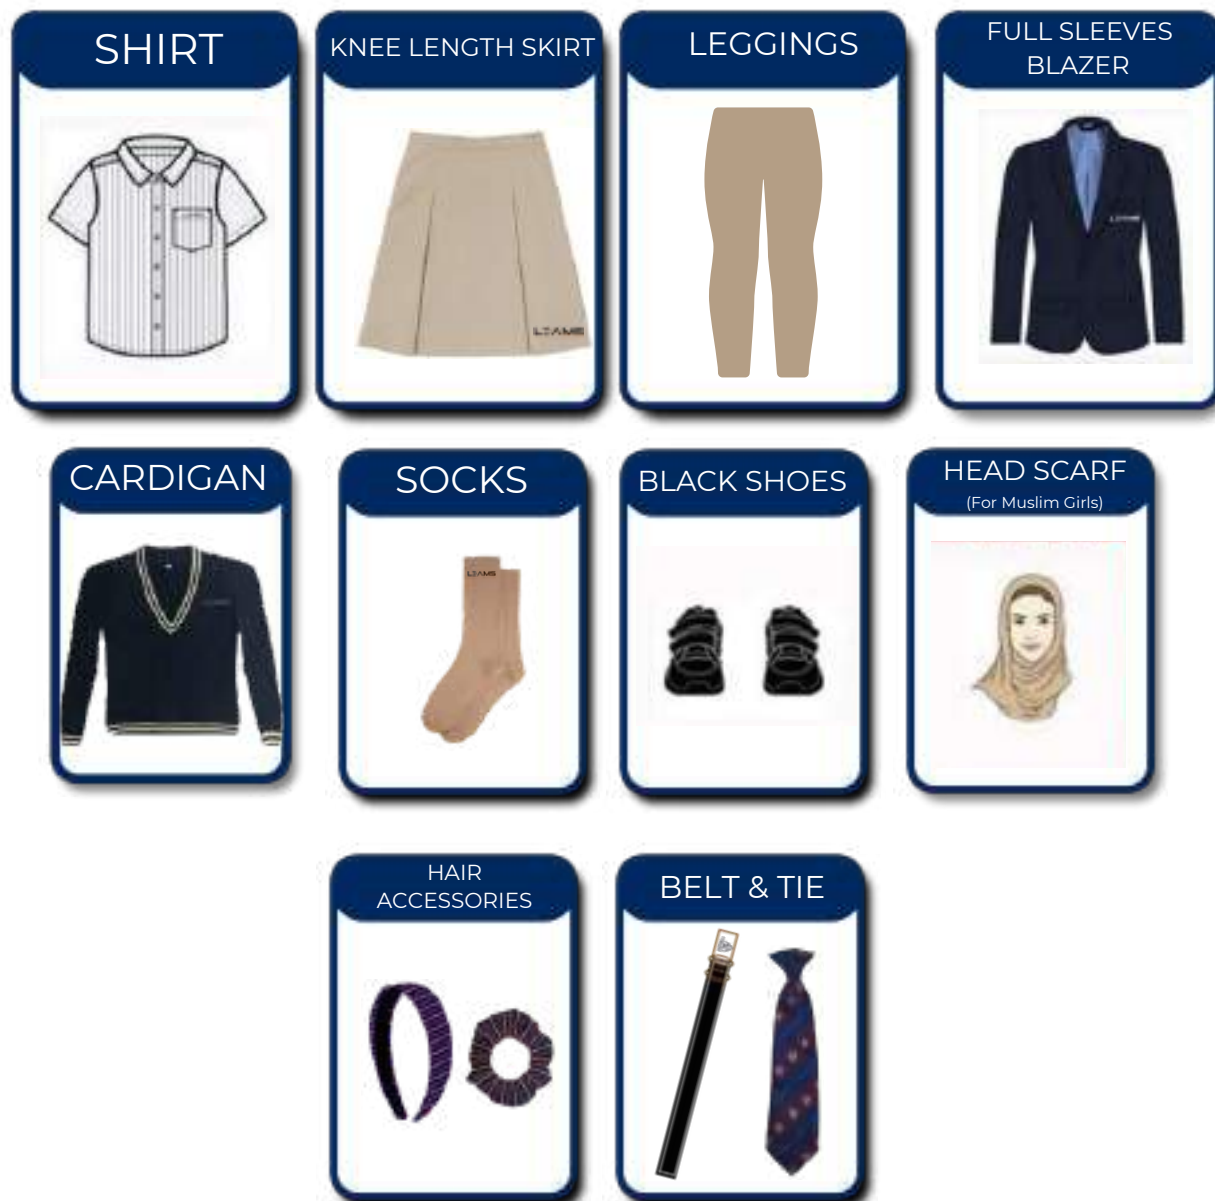 SHIRT
KNEE LENGTH SKIRT
LEGGINGS
FULL SLEEVES
BLAZER
CARDIGAN
SOCKS
BLACK SHOES
HEAD SCARF
(For Muslim Girls)
HAIR
ACCESSORIES
BELT & TIE